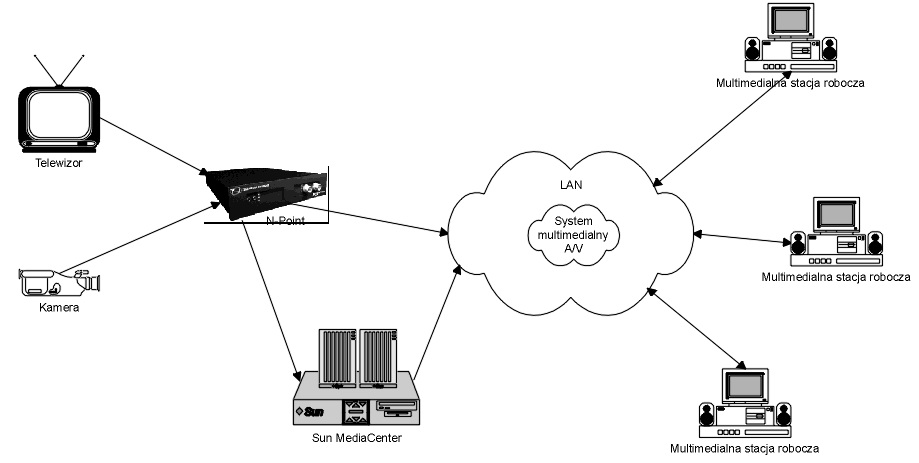 Multimedialna stacja robocza
Telewizor
LAN
N-Point
System
multimedialny
A/V
Multimedialna stacja robocza
Kamera
Sun
Sun MediaCenter
Multimedialna stacja robocza